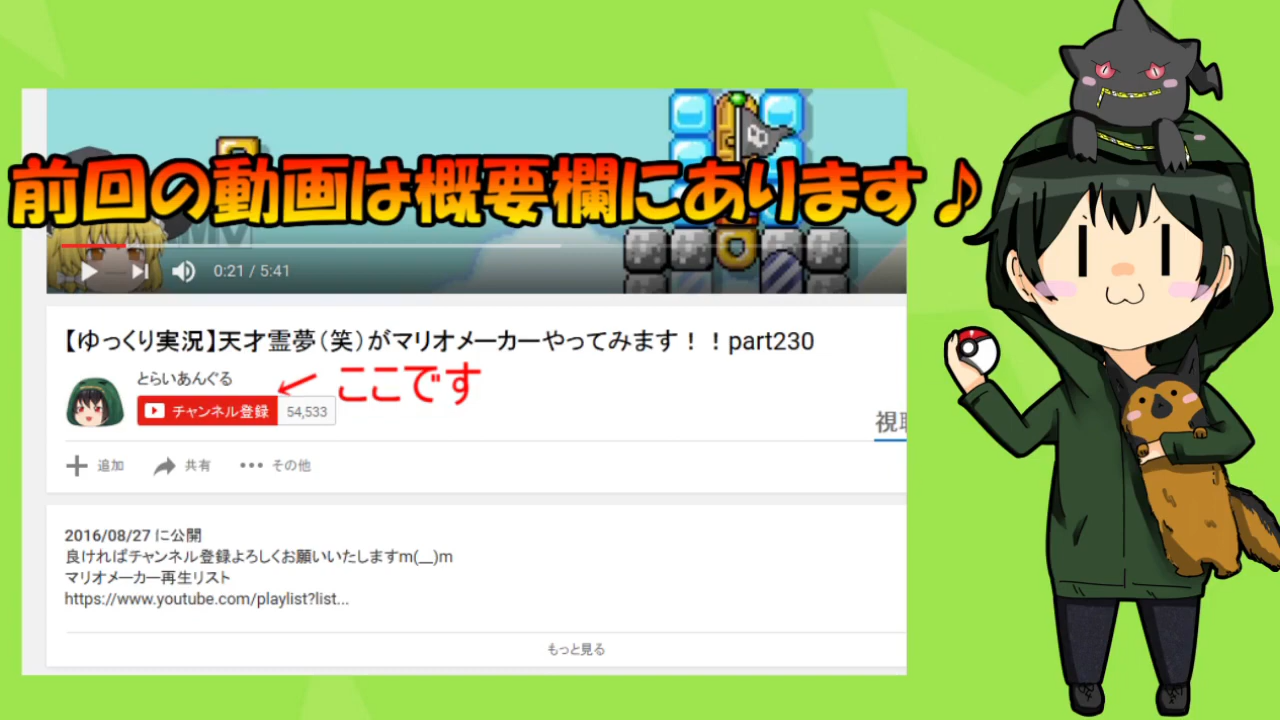 前回の動画は概要欄にあります♪
0:21 / 5:41
【ゆっくり実況】天才霊夢（笑）がマリオメーカーやってみます！！part230
とらいあんぐる
チャンネル登録 54,533
ここです
視聴
追加 共有 その他
2016/08/27 に公開
良ければチャンネル登録よろしくお願いいたしますm(__)m
マリオメーカー再生リスト
https://www.youtube.com/playlist?list...
もっと見る